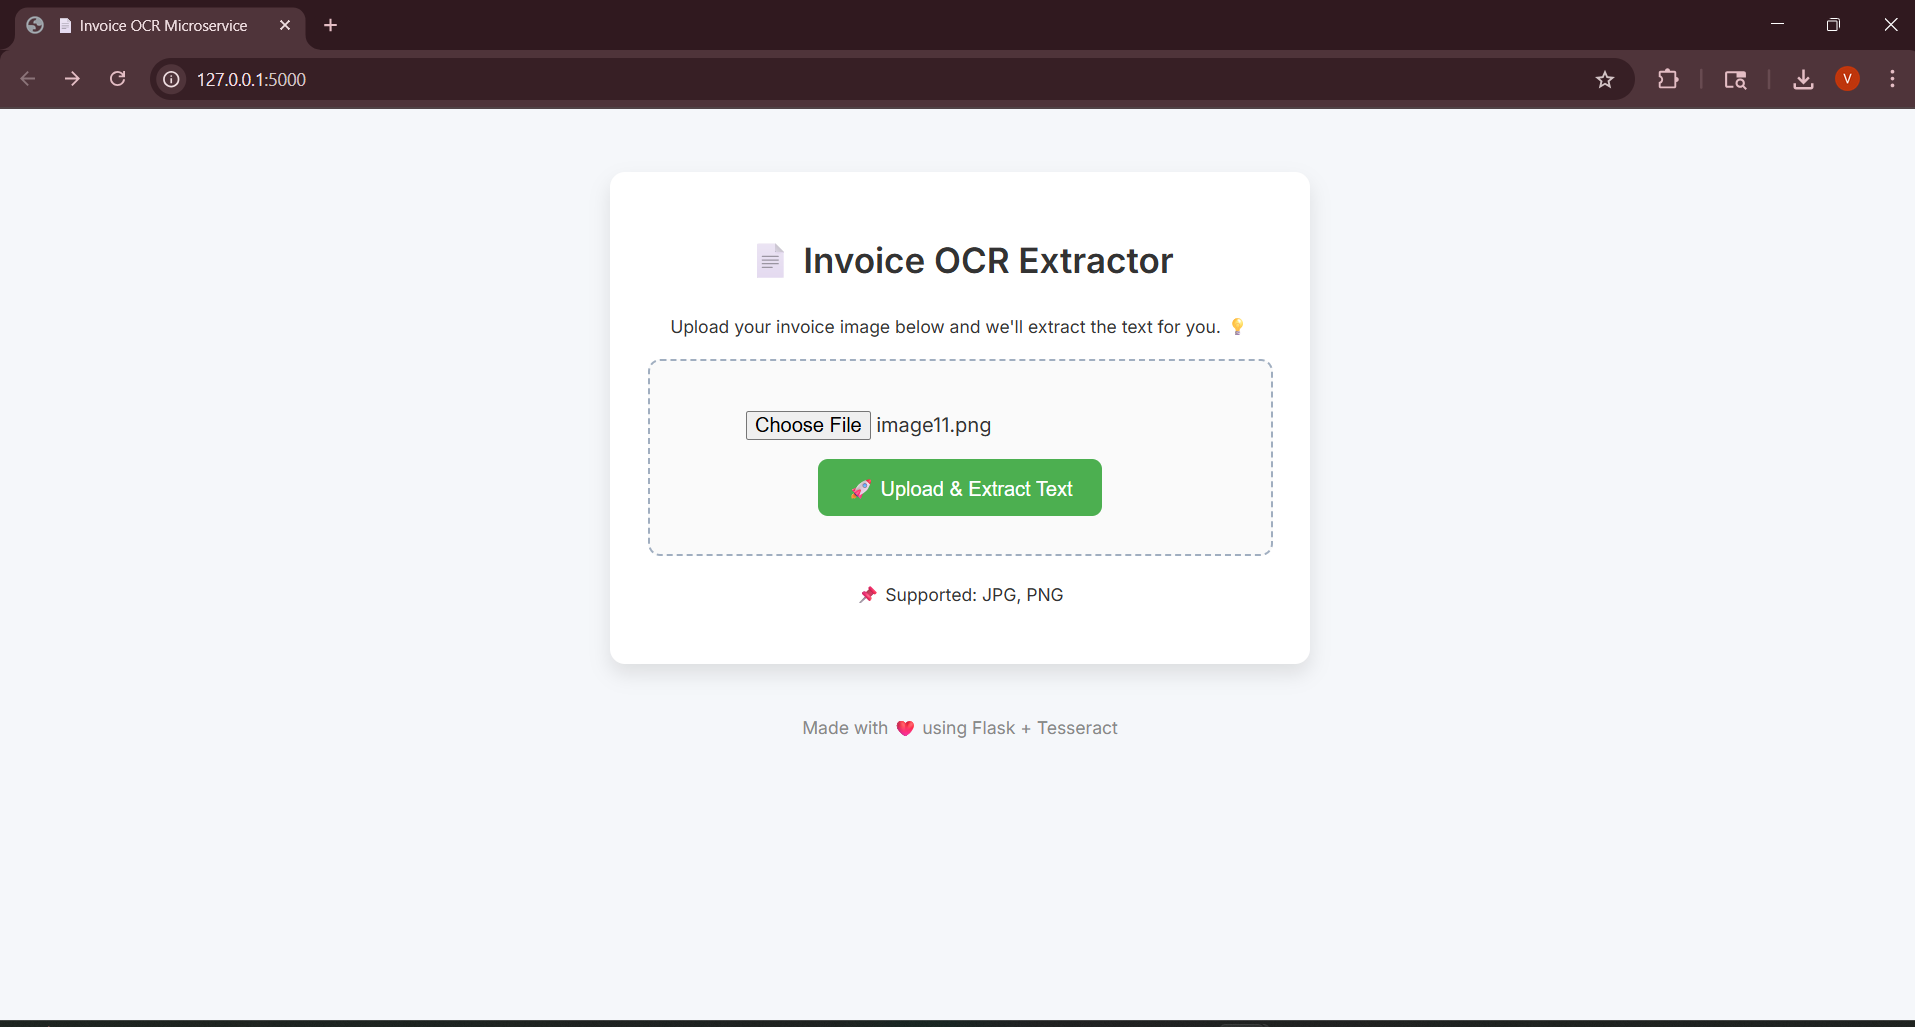 Invoice OCR Microservice
127.0.0.1:5000
V
Invoice OCR Extractor
Upload your invoice image below and we'll extract the text for you.
Choose File image11.png
Upload & Extract Text
Supported: JPG, PNG
Made with ❤️ using Flask + Tesseract